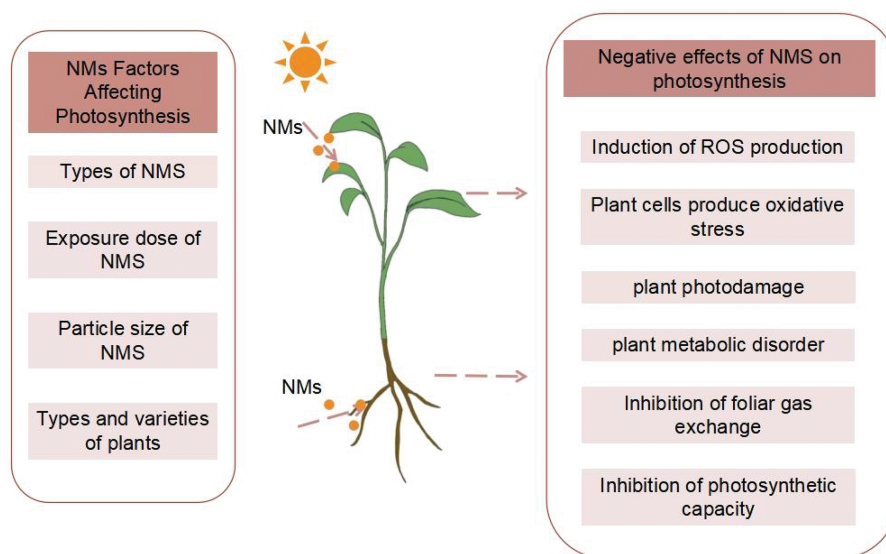 NMs Factors
Affecting
Photosynthesis
Types of NMS
Exposure dose of
NMS
Particle size of
NMS
Types and varieties
of plants
NMs
NMs
Negative effects of NMS on
photosynthesis
Induction of ROS production
Plant cells produce oxidative
stress
plant photodamage
plant metabolic disorder
Inhibition of foliar gas
exchange
Inhibition of photosynthetic
capacity